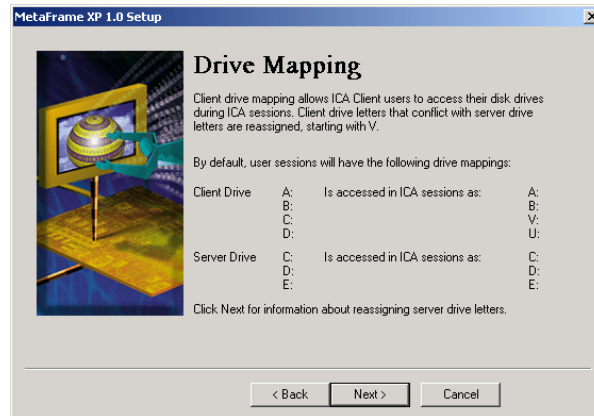 MetaFrame XP 1.0 Setup
Drive Mapping
Client drive mapping allows ICA Client users to access their disk drives
during ICA sessions. Client drive letters that conflict with server drive
letters are reassigned, starting with V.
By default, user sessions will have the following drive mappings:
Client Drive A: Is accessed in ICA sessions as: A:
B: B:
C: V:
D: U:
Server Drive C: Is accessed in ICA sessions as: C:
D: D:
E: E:
Click Next for information about reassigning server drive letters.
< Back Next > Cancel